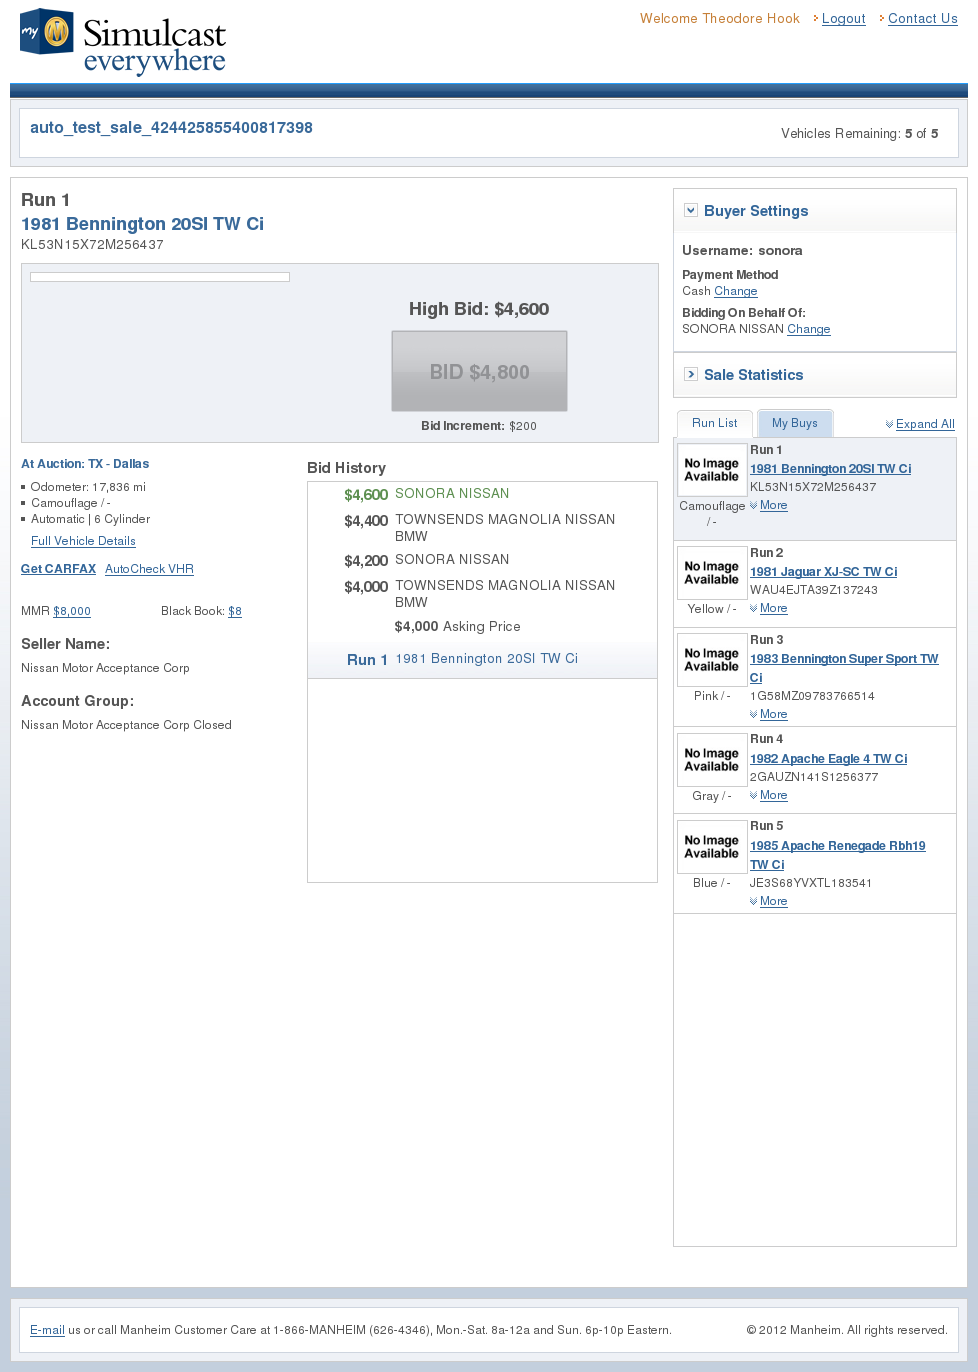 my M Simulcast
everywhere
Welcome Theodore Hook Logout Contact Us
auto_test_sale_424425855400817398
Vehicles Remaining: 5 of 5
Run 1
1981 Bennington 20SI TW Ci
KL53N15X72M256437
High Bid: $4,600
BID $4,800
Bid Increment: $200
At Auction: TX - Dallas
Odometer: 17,836 mi
Camouflage / -
Automatic | 6 Cylinder
Full Vehicle Details
Get CARFAX AutoCheck VHR
MMR $8,000 Black Book: $8
Seller Name:
Nissan Motor Acceptance Corp
Account Group:
Nissan Motor Acceptance Corp Closed
Bid History
$4,600 SONORA NISSAN
$4,400 TOWNSENDS MAGNOLIA NISSAN
BMW
$4,200 SONORA NISSAN
$4,000 TOWNSENDS MAGNOLIA NISSAN
BMW
$4,000 Asking Price
Run 1 1981 Bennington 20SI TW Ci
Buyer Settings
Username: sonora
Payment Method
Cash Change
Bidding On Behalf Of:
SONORA NISSAN Change
Sale Statistics
Run List My Buys Expand All
No Image
Available
Camouflage
/ -
Run 1
1981 Bennington 20SI TW Ci
KL53N15X72M256437
More
No Image
Available
Yellow / -
Run 2
1981 Jaguar XJ-SC TW Ci
WAU4EJTA39Z137243
More
No Image
Available
Pink / -
Run 3
1983 Bennington Super Sport TW
Ci
1G58MZ09783766514
More
No Image
Available
Gray / -
Run 4
1982 Apache Eagle 4 TW Ci
2GAUZN141S1256377
More
No Image
Available
Blue / -
Run 5
1985 Apache Renegade Rbh19
TW Ci
JE3S68YVXTL183541
More
E-mail us or call Manheim Customer Care at 1-866-MANHEIM (626-4346), Mon.-Sat. 8a-12a and Sun. 6p-10p Eastern.
© 2012 Manheim. All rights reserved.